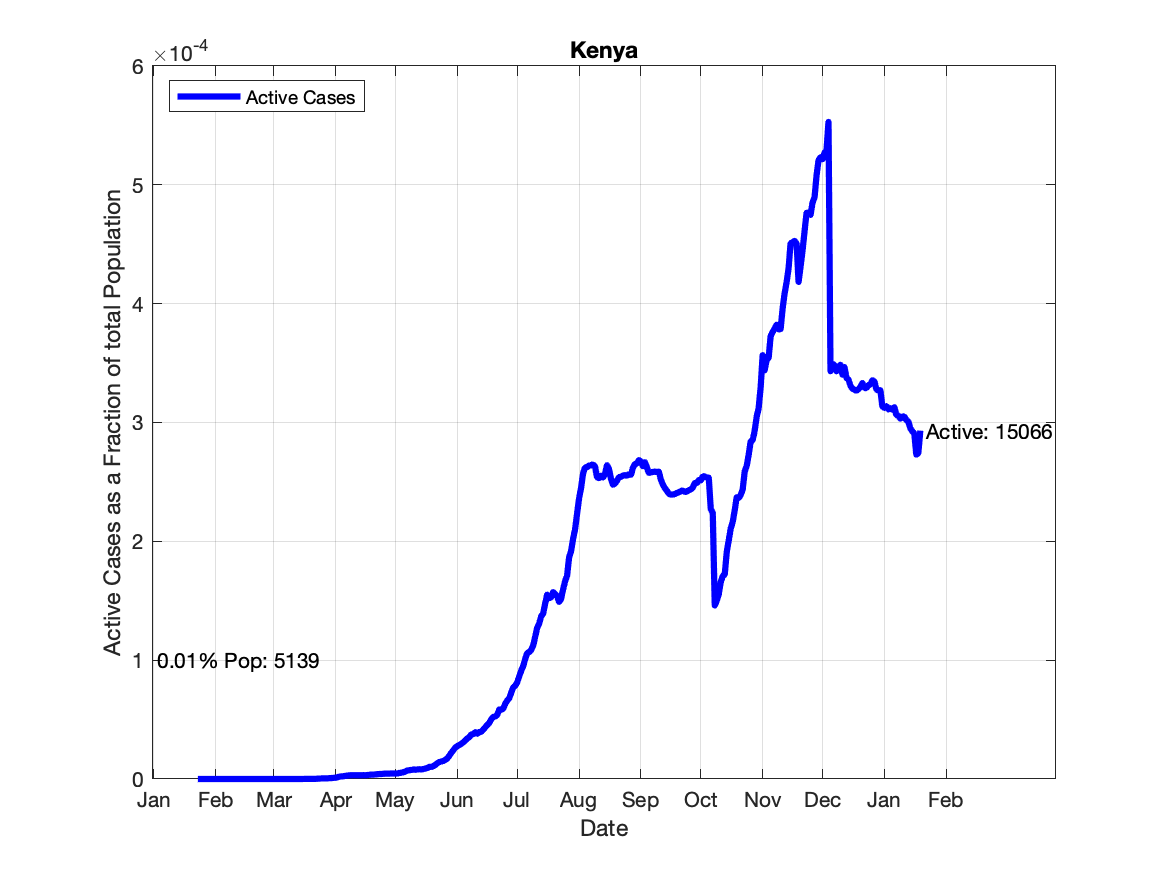 Kenya
×10-4
Active Cases
6
5
4
3
2
1
0
Active Cases as a Fraction of total Population
Active: 15066
0.01% Pop: 5139
Jan Feb Mar Apr May Jun Jul Aug Sep Oct Nov Dec Jan Feb
Date